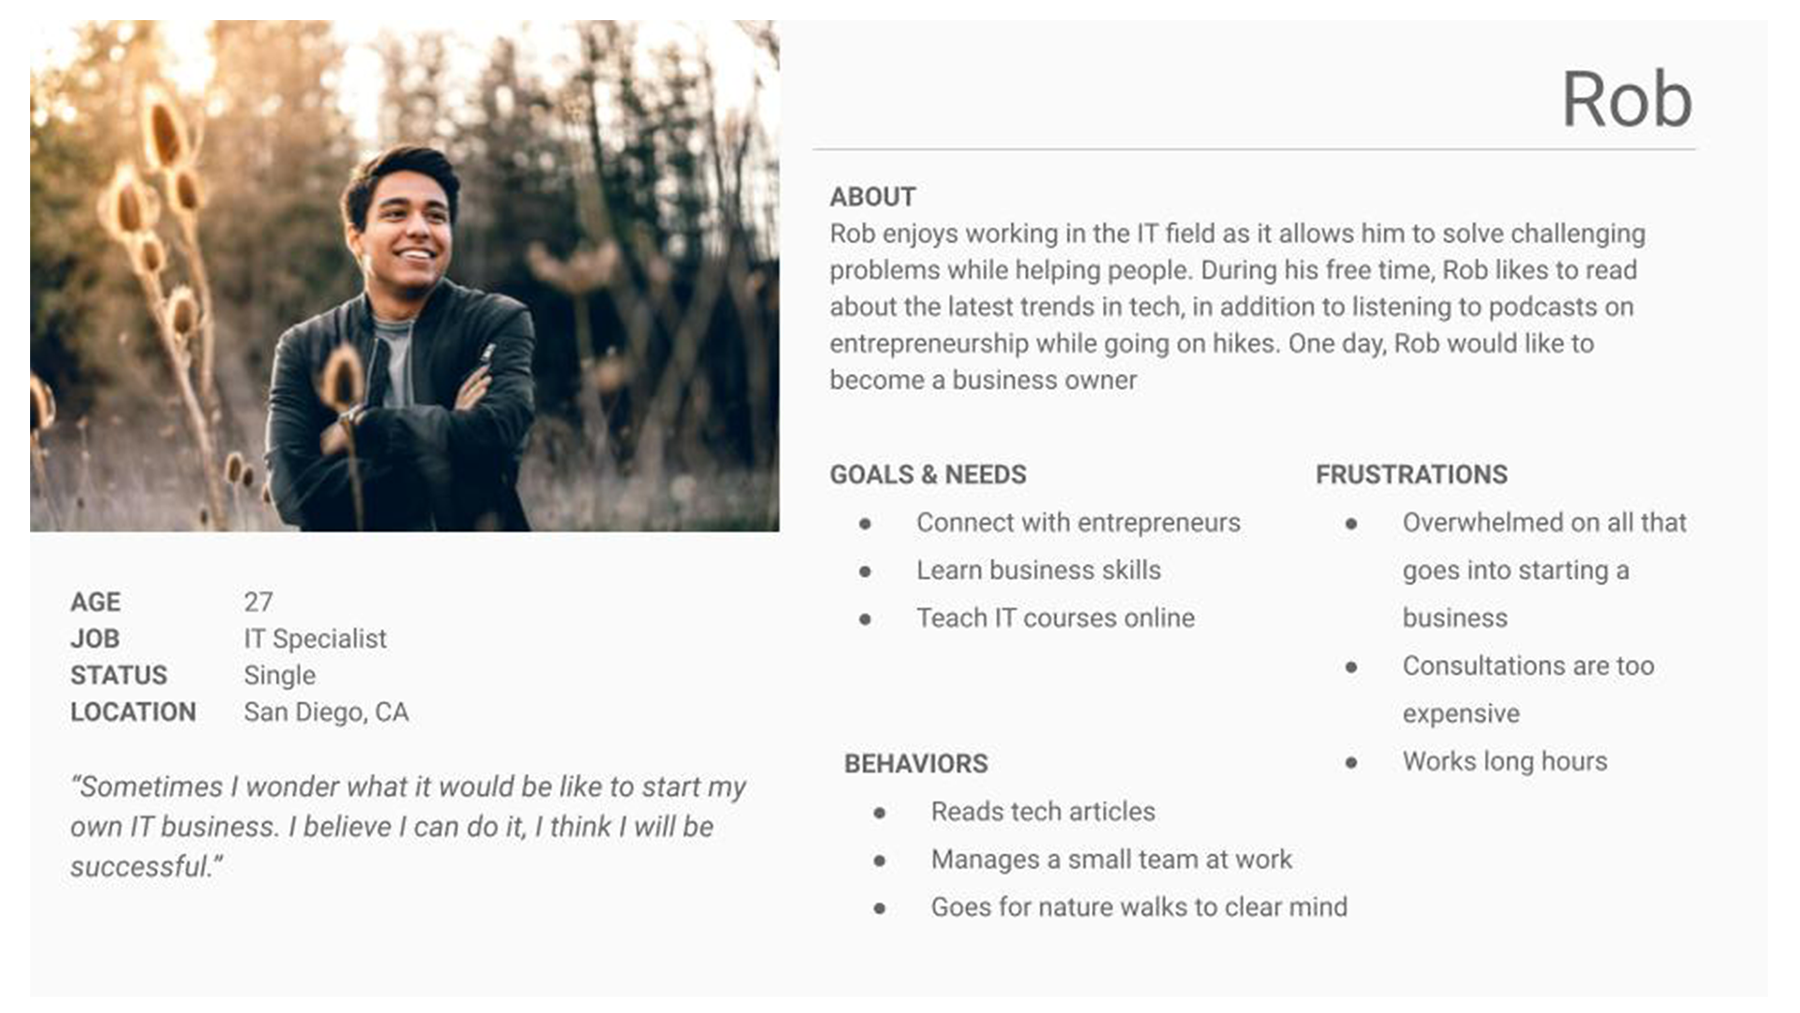 Rob
ABOUT
Rob enjoys working in the IT field as it allows him to solve challenging
problems while helping people. During his free time, Rob likes to read
about the latest trends in tech, in addition to listening to podcasts on
entrepreneurship while going on hikes. One day, Rob would like to
become a business owner
GOALS & NEEDS
● Connect with entrepreneurs
● Learn business skills
● Teach IT courses online
FRUSTRATIONS
● Overwhelmed on all that
goes into starting a
business
● Consultations are too
expensive
● Works long hours
BEHAVIORS
● Reads tech articles
● Manages a small team at work
● Goes for nature walks to clear mind
AGE 27
JOB IT Specialist
STATUS Single
LOCATION San Diego, CA
“Sometimes I wonder what it would be like to start my
own IT business. I believe I can do it, I think I will be
successful.”